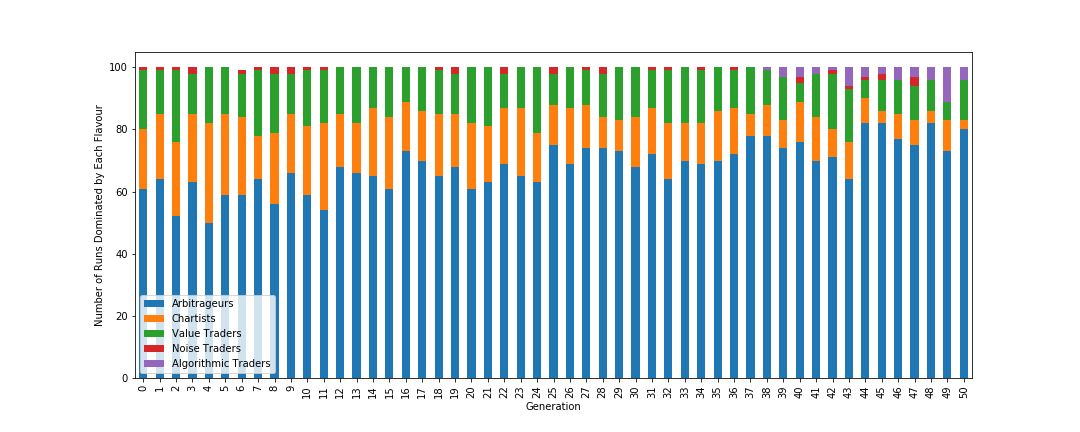 100
80
60
40
20
0
Number of Runs Dominated by Each Flavour
Arbitrageurs
Chartists
Value Traders
Noise Traders
Algorithmic Traders
0 1 2 3 4 5 6 7 8 9 10 11 12 13 14 15 16 17 18 19 20 21 22 23 24 25 26 27 28 29 30 31 32 33 34 35 36 37 38 39 40 41 42 43 44 45 46 47 48 49 50
Generation